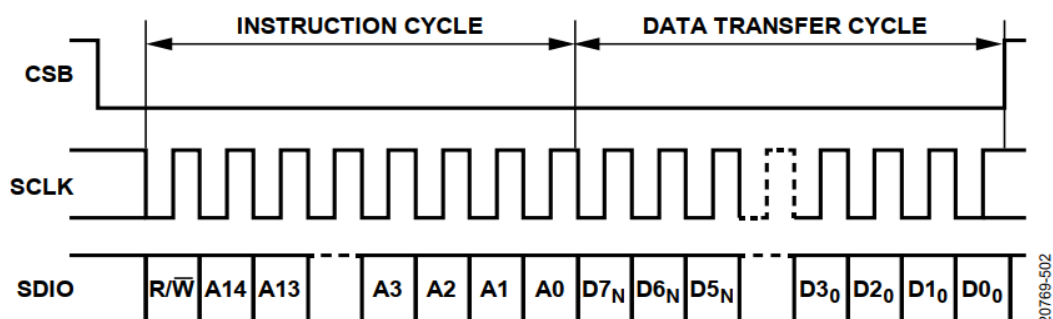 INSTRUCTION CYCLE DATA TRANSFER CYCLE
CSB
SCLK
SDIO R/W̅ A14 A13 A3 A2 A1 A0 D7N D6N D5N D30 D20 D10 D00
20769-502